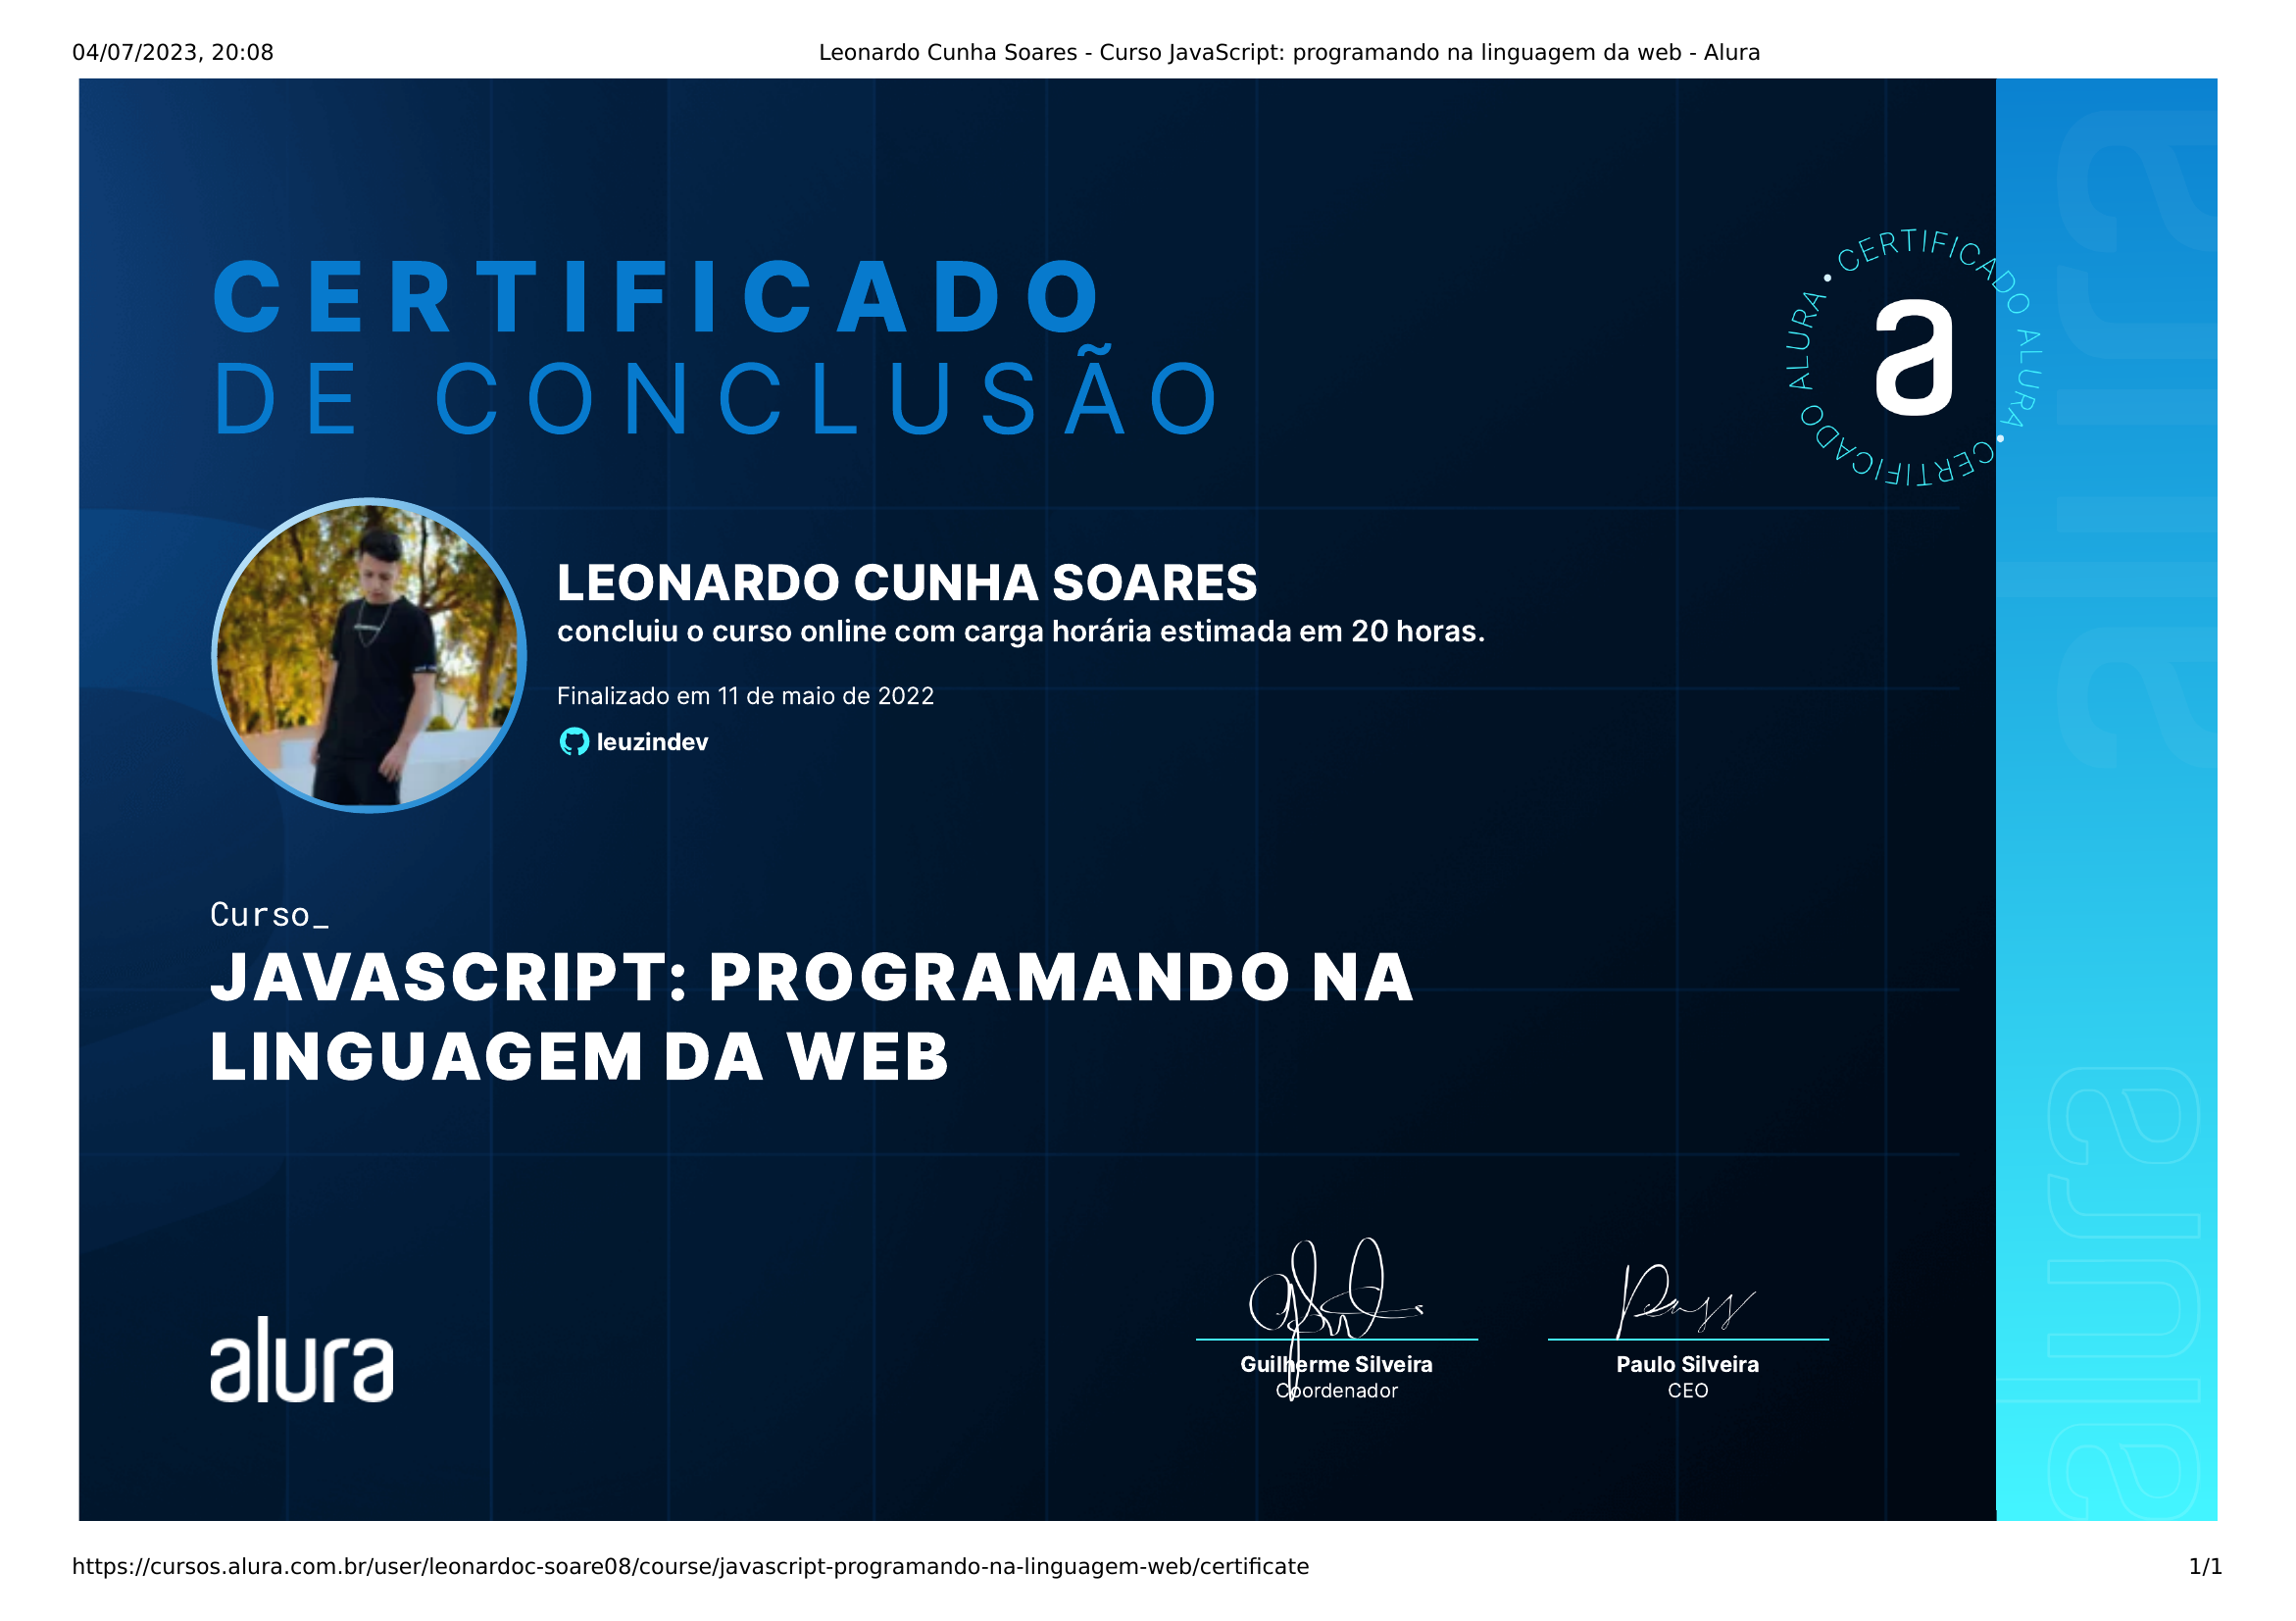 04/07/2023, 20:08
Leonardo Cunha Soares - Curso JavaScript: programando na linguagem da web - Alura
CERTIFICADO
DE CONCLUSÃO
• CERTIFICADO ALURA • CERTIFICADO ALURA
a
LEONARDO CUNHA SOARES
concluiu o curso online com carga horária estimada em 20 horas.
Finalizado em 11 de maio de 2022
leuzindev
Curso_
JAVASCRIPT: PROGRAMANDO NA
LINGUAGEM DA WEB
alura
Guilherme Silveira
Coordenador
Paulo Silveira
CEO
alura
alura
https://cursos.alura.com.br/user/leonardoc-soare08/course/javascript-programando-na-linguagem-web/certificate
1/1